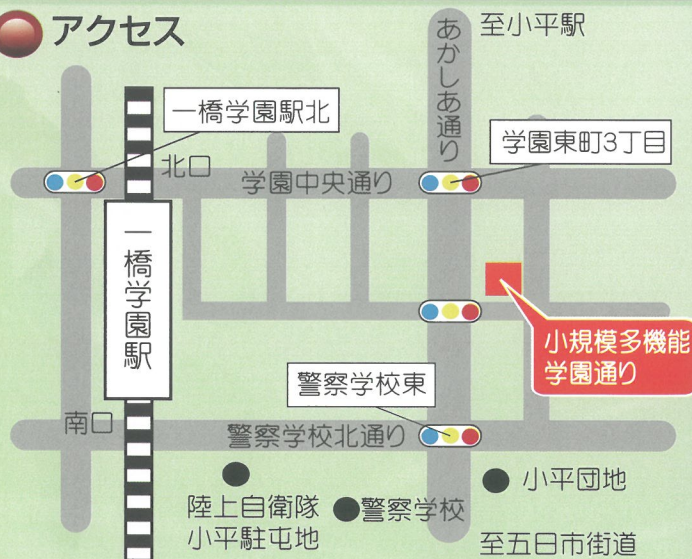 アクセス
至小平駅
あかしあ通り
一橋学園駅北
学園東町3丁目
北口
学園中央通り
一橋学園駅
小規模多機能
学園通り
警察学校東
南口
警察学校北通り
陸上自衛隊
小平駐屯地
警察学校
小平団地
至五日市街道